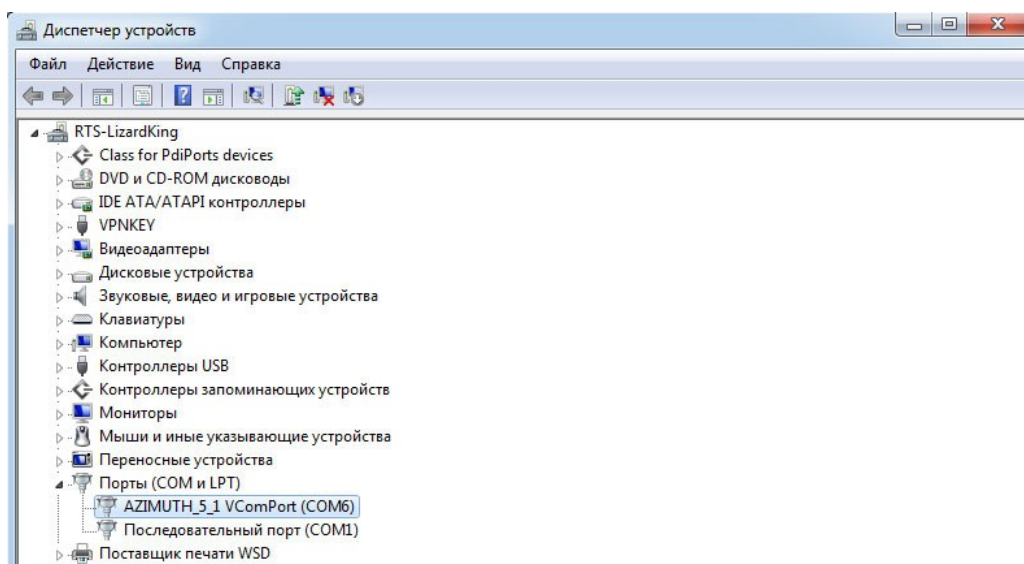 Диспетчер устройств
Файл Действие Вид Справка
RTS-LizardKing
Class for PdiPorts devices
DVD и CD-ROM дисководы
IDE ATA/ATAPI контроллеры
VPNKEY
Видеоадаптеры
Дисковые устройства
Звуковые, видео и игровые устройства
Клавиатуры
Компьютер
Контроллеры USB
Контроллеры запоминающих устройств
Мониторы
Мыши и иные указывающие устройства
Переносные устройства
Порты (COM и LPT)
AZIMUTH_5_1 VComPort (COM6)
Последовательный порт (COM1)
Поставщик печати WSD